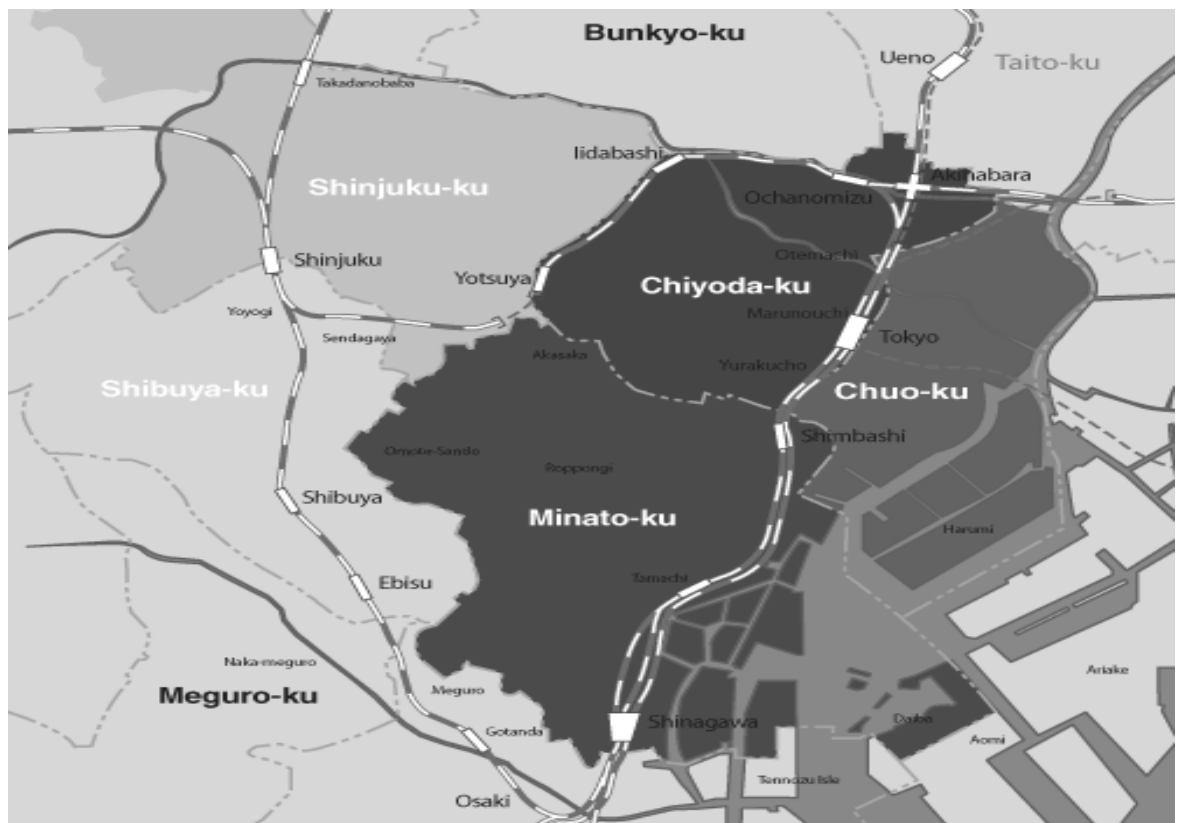 Bunkyo-ku
Ueno
Taito-ku
Takadanobaba
Iidabashi
Akihabara
Shinjuku-ku
Ochanomizu
Otemachi
Shinjuku
Yotsuya
Chiyoda-ku
Yoyogi
Marunouchi
Sendagaya
Tokyo
Akasaka
Yurakucho
Shibuya-ku
Chuo-ku
Shimbashi
Omote-Sando
Roppongi
Shibuya
Minato-ku
Harumi
Ebisu
Tamachi
Naka-meguro
Ariake
Meguro-ku
Meguro
Shinagawa
Daiba
Gotanda
Aomi
Tennozu Isle
Osaki